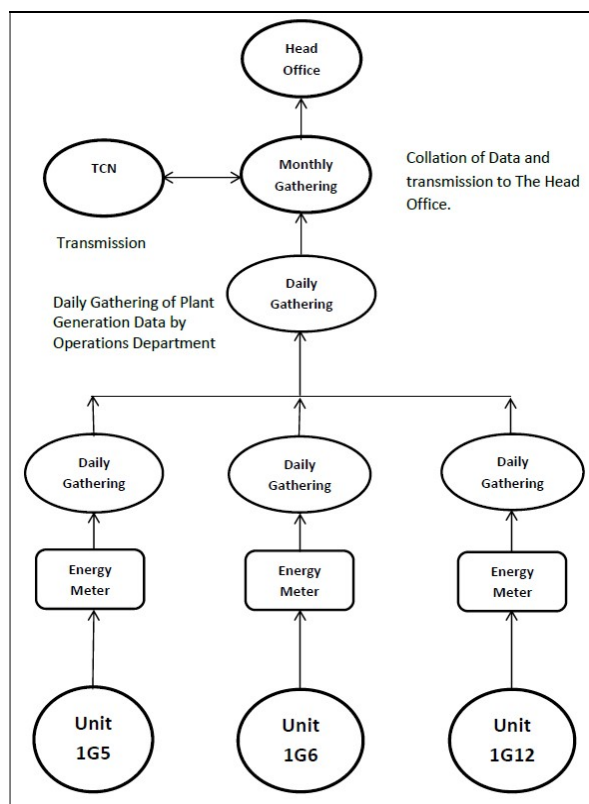 Head
Office
TCN
Monthly
Gathering
Collation of Data and
transmission to The Head
Office.
Transmission
Daily
Gathering
Daily Gathering of Plant
Generation Data by
Operations Department
Daily
Gathering
Daily
Gathering
Daily
Gathering
Energy
Meter
Energy
Meter
Energy
Meter
Unit
1G5
Unit
1G6
Unit
1G12